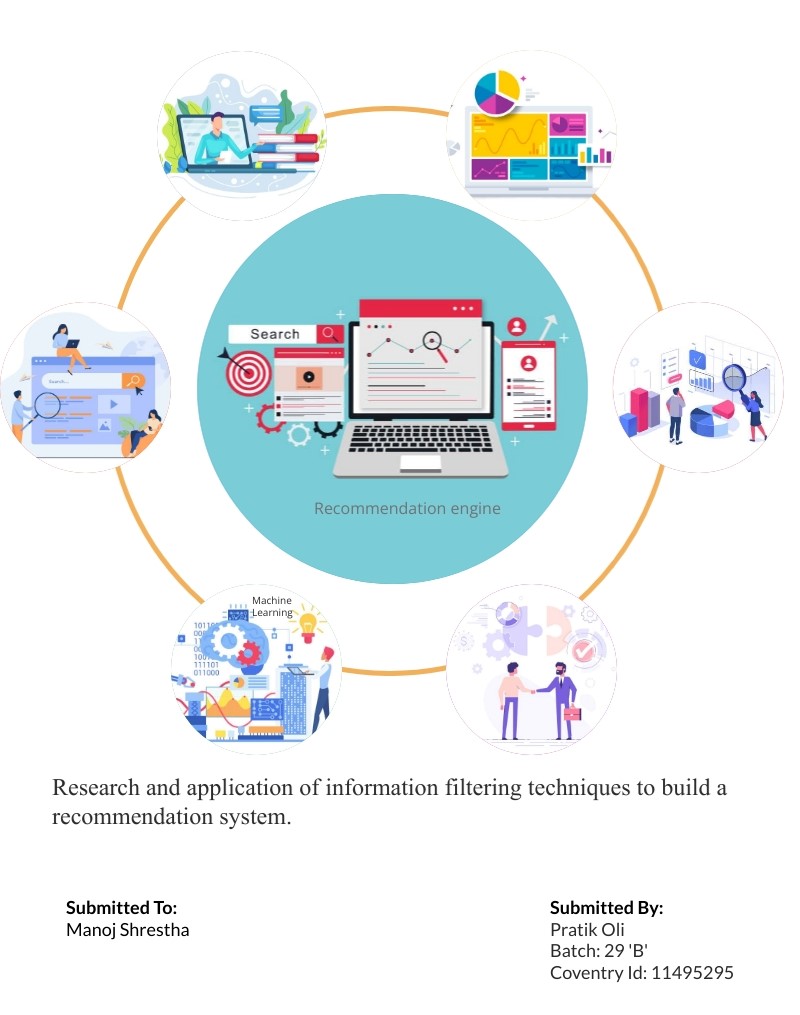 Search
Search...
Recommendation engine
Machine
Learning
1011
111101
011000
Research and application of information filtering techniques to build a
recommendation system.
Submitted To:
Manoj Shrestha
Submitted By:
Pratik Oli
Batch: 29 'B'
Coventry Id: 11495295